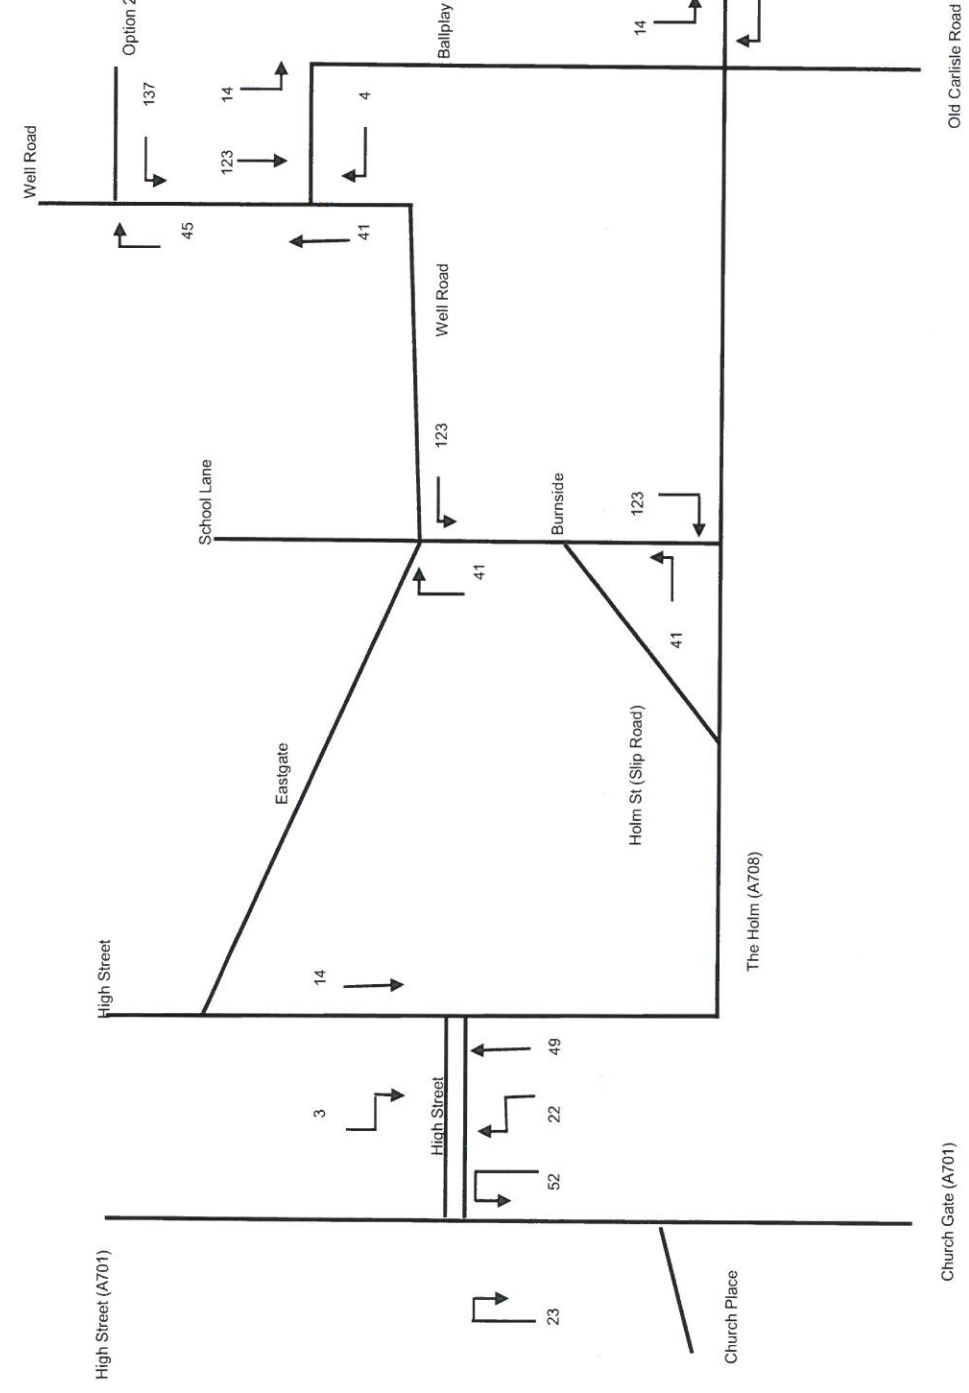 Option 2
14
Old Carlisle Road
Ballplay
137
14
4
Well Road
123
45
41
Well Road
123
School Lane
Burnside
123
41
41
Eastgate
Holm St (Slip Road)
The Holm (A708)
High Street
14
49
3
High Street
22
52
Church Gate (A701)
High Street (A701)
23
Church Place